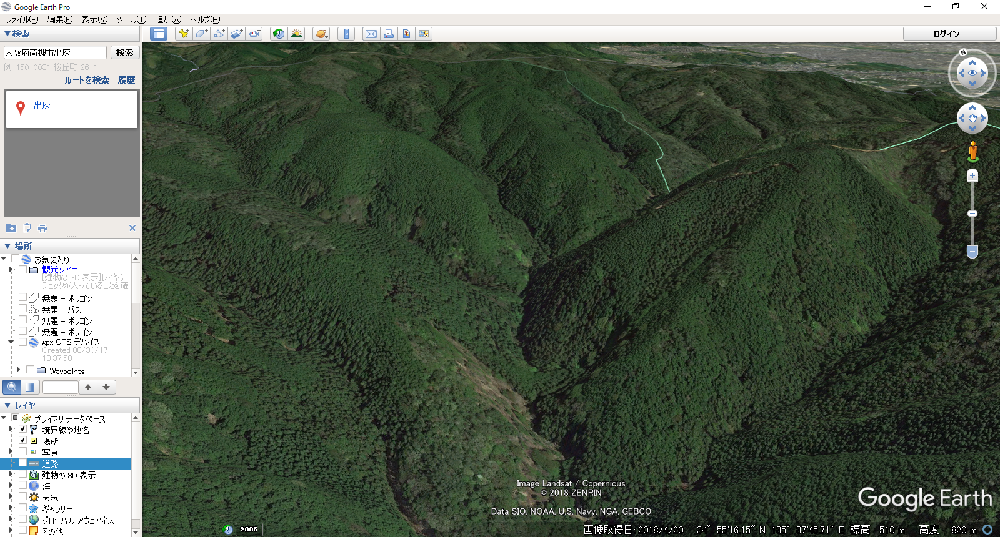 Google Earth Pro
ファイル(F) 編集(E) 表示(V) ツール(T) 追加(A) ヘルプ(H)
▼検索
大阪府高槻市出灰 検索
例: 150-0031 桜丘町 26-1
ルートを検索 履歴
出灰
▼ 場所
お気に入り
観光ツアー
[建物の 3D 表示]レイヤに
チェックが入っていることを確
無題 - ポリゴン
無題 - パス
無題 - ポリゴン
無題 - ポリゴン
gpx GPS デバイス
Created 08/30/17
18:37:58
Waypoints
▼ レイヤ
プライマリ データベース
境界線や地名
場所
写真
道路
建物の 3D 表示
海
天気
ギャラリー
グローバル アウェアネス
その他
ログイン
N
Image Landsat / Copernicus
© 2018 ZENRIN
Data SIO, NOAA, U.S. Navy, NGA, GEBCO
Google Earth
2005
画像取得日: 2018/4/20 34° 55'16.15" N 135° 37'45.71" E 標高 510 m 高度 820 m